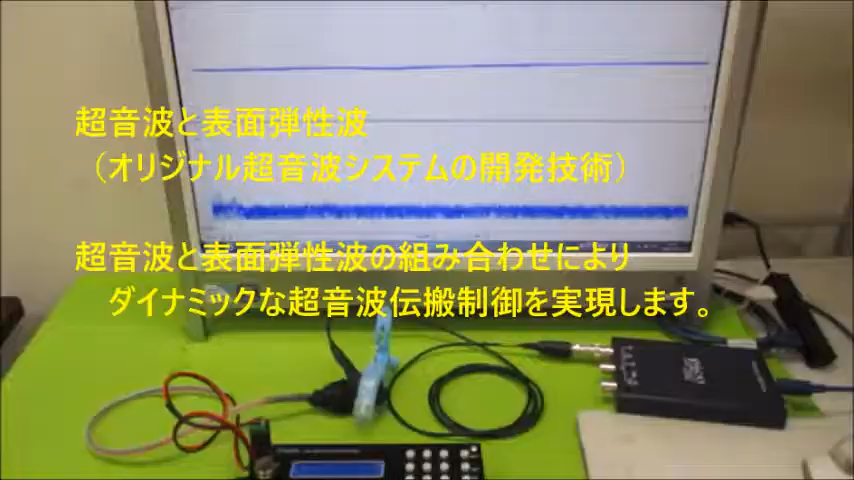 超音波と表面弾性波
（オリジナル超音波システムの開発技術）
超音波と表面弾性波の組み合わせにより
ダイナミックな超音波伝搬制御を実現します。